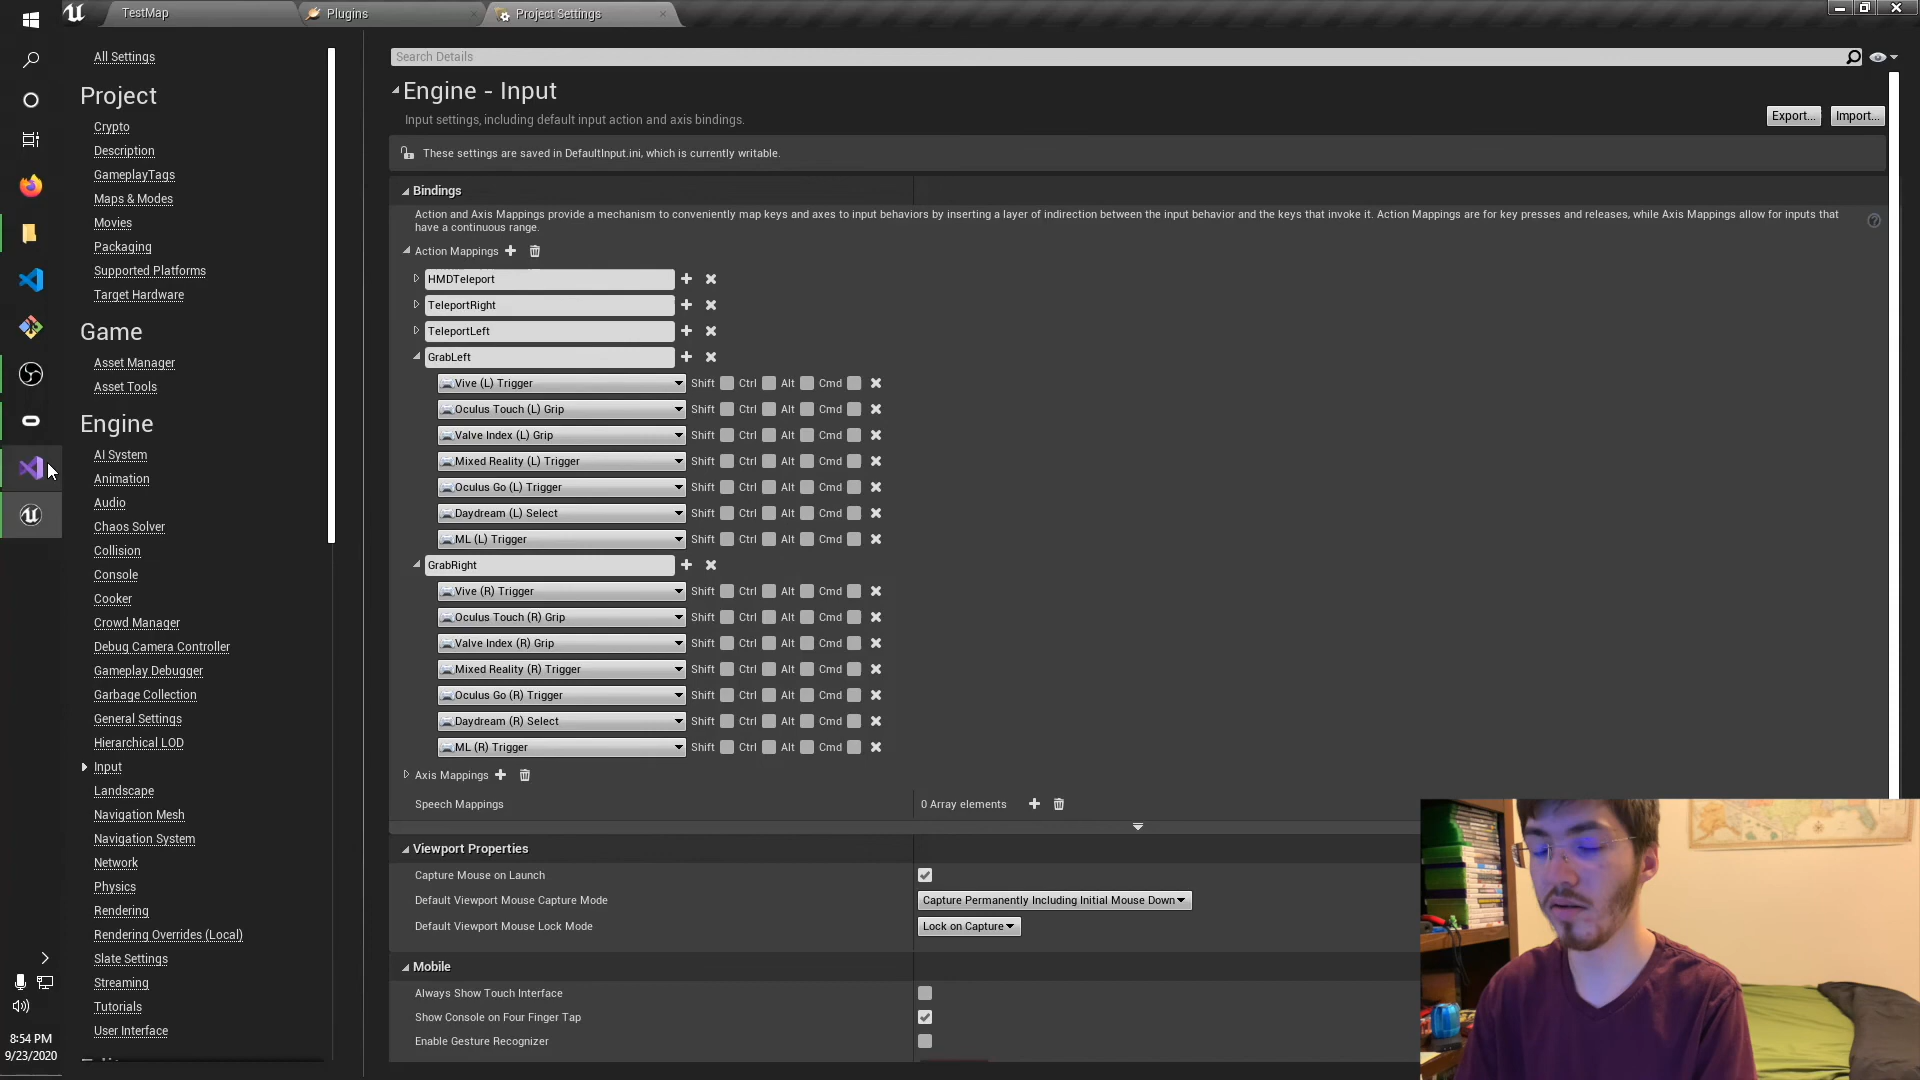 TestMap
Plugins
Project Settings
All Settings
Project
Crypto
Description
GameplayTags
Maps & Modes
Movies
Packaging
Supported Platforms
Target Hardware
Game
Asset Manager
Asset Tools
Engine
AI System
Animation
Audio
Chaos Solver
Collision
Console
Cooker
Crowd Manager
Debug Camera Controller
Gameplay Debugger
Garbage Collection
General Settings
Hierarchical LOD
Input
Landscape
Navigation Mesh
Navigation System
Network
Physics
Rendering
Rendering Overrides (Local)
Slate Settings
Streaming
Tutorials
User Interface
8:54 PM
9/23/2020
Search Details
Engine - Input
Input settings, including default input action and axis bindings.
Export...
Import...
These settings are saved in DefaultInput.ini, which is currently writable.
Bindings
Action and Axis Mappings provide a mechanism to conveniently map keys and axes to input behaviors by inserting a layer of indirection between the input behavior and the keys that invoke it. Action Mappings are for key presses and releases, while Axis Mappings allow for inputs that
have a continuous range.
Action Mappings
HMDTeleport
TeleportRight
TeleportLeft
GrabLeft
Vive (L) Trigger Shift Ctrl Alt Cmd
Oculus Touch (L) Grip Shift Ctrl Alt Cmd
Valve Index (L) Grip Shift Ctrl Alt Cmd
Mixed Reality (L) Trigger Shift Ctrl Alt Cmd
Oculus Go (L) Trigger Shift Ctrl Alt Cmd
Daydream (L) Select Shift Ctrl Alt Cmd
ML (L) Trigger Shift Ctrl Alt Cmd
GrabRight
Vive (R) Trigger Shift Ctrl Alt Cmd
Oculus Touch (R) Grip Shift Ctrl Alt Cmd
Valve Index (R) Grip Shift Ctrl Alt Cmd
Mixed Reality (R) Trigger Shift Ctrl Alt Cmd
Oculus Go (R) Trigger Shift Ctrl Alt Cmd
Daydream (R) Select Shift Ctrl Alt Cmd
ML (R) Trigger Shift Ctrl Alt Cmd
Axis Mappings
Speech Mappings 0 Array elements
Viewport Properties
Capture Mouse on Launch
Default Viewport Mouse Capture Mode Capture Permanently Including Initial Mouse Down
Default Viewport Mouse Lock Mode Lock on Capture
Mobile
Always Show Touch Interface
Show Console on Four Finger Tap
Enable Gesture Recognizer